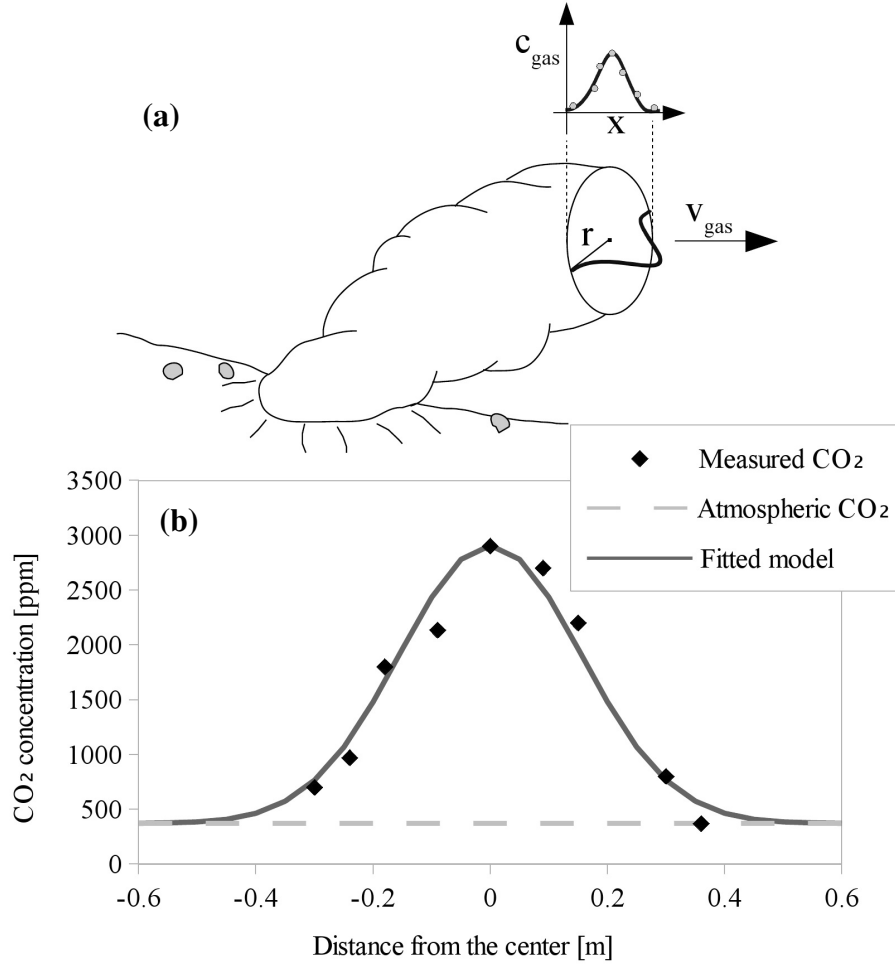 (a)
c gas
x
r
v gas
Measured CO₂
Atmospheric CO₂
Fitted model
(b)
CO₂ concentration [ppm]
3500
3000
2500
2000
1500
1000
500
0
-0.6 -0.4 -0.2 0 0.2 0.4 0.6
Distance from the center [m]